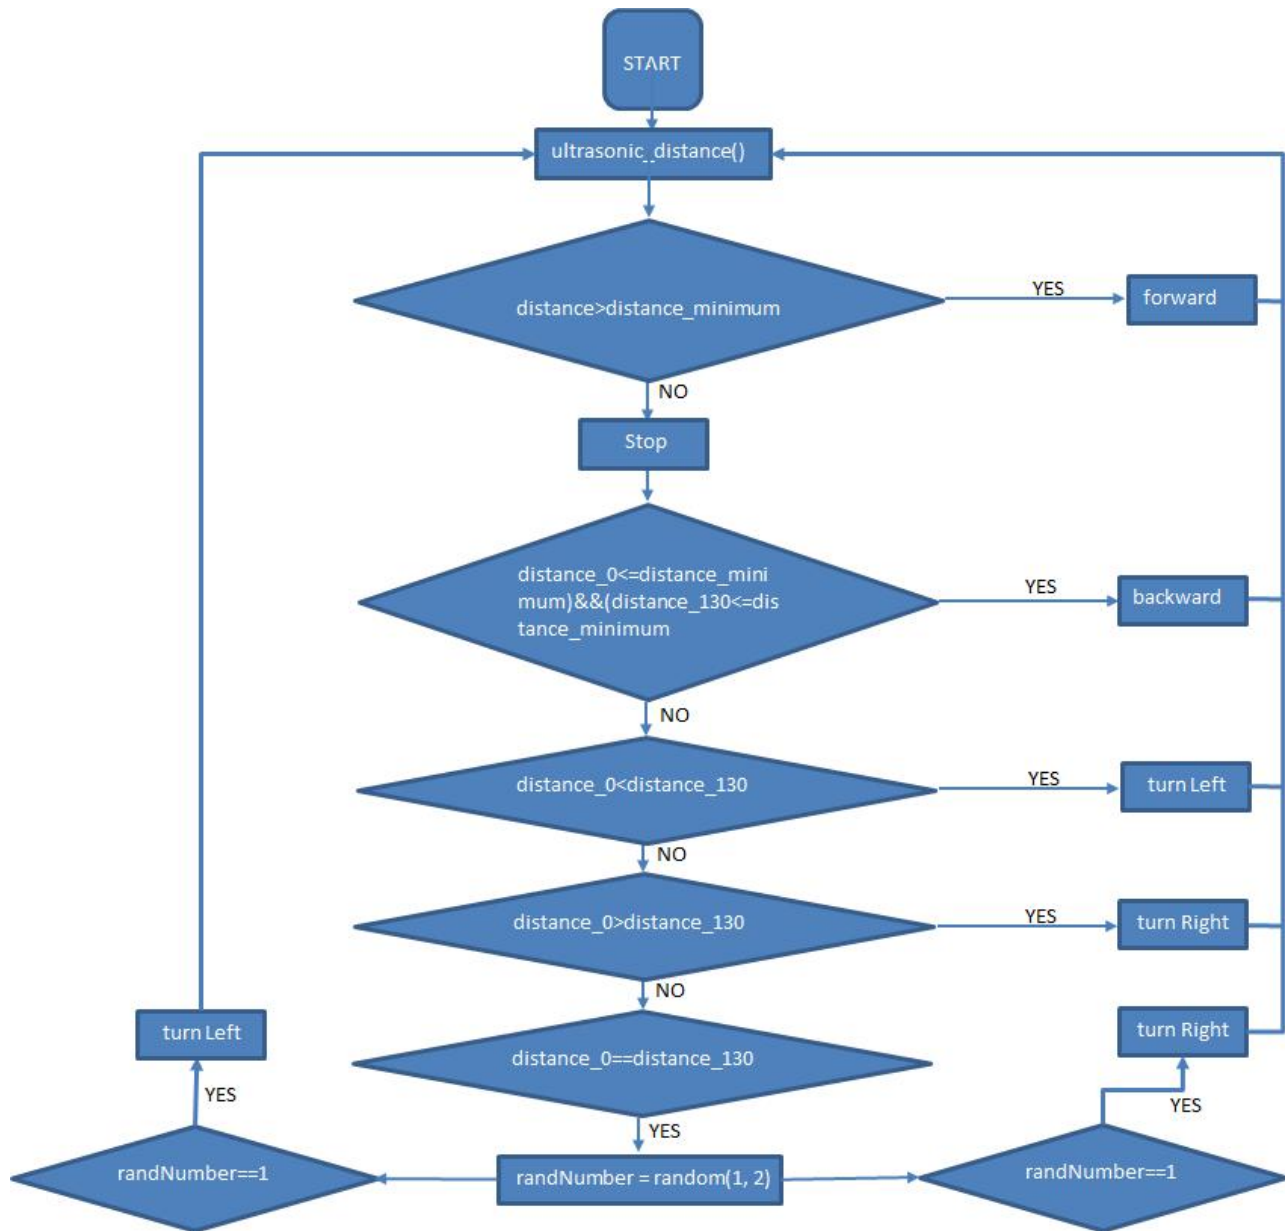 START
ultrasonic_distance()
distance>distance_minimum
YES
forward
NO
Stop
distance_0<=distance_mini
mum)&&(distance_130<=dis
tance_minimum
YES
backward
NO
distance_0<distance_130
YES
turn Left
NO
distance_0>distance_130
YES
turn Right
NO
turn Left
distance_0==distance_130
turn Right
YES
YES
YES
randNumber==1
randNumber = random(1, 2)
randNumber==1